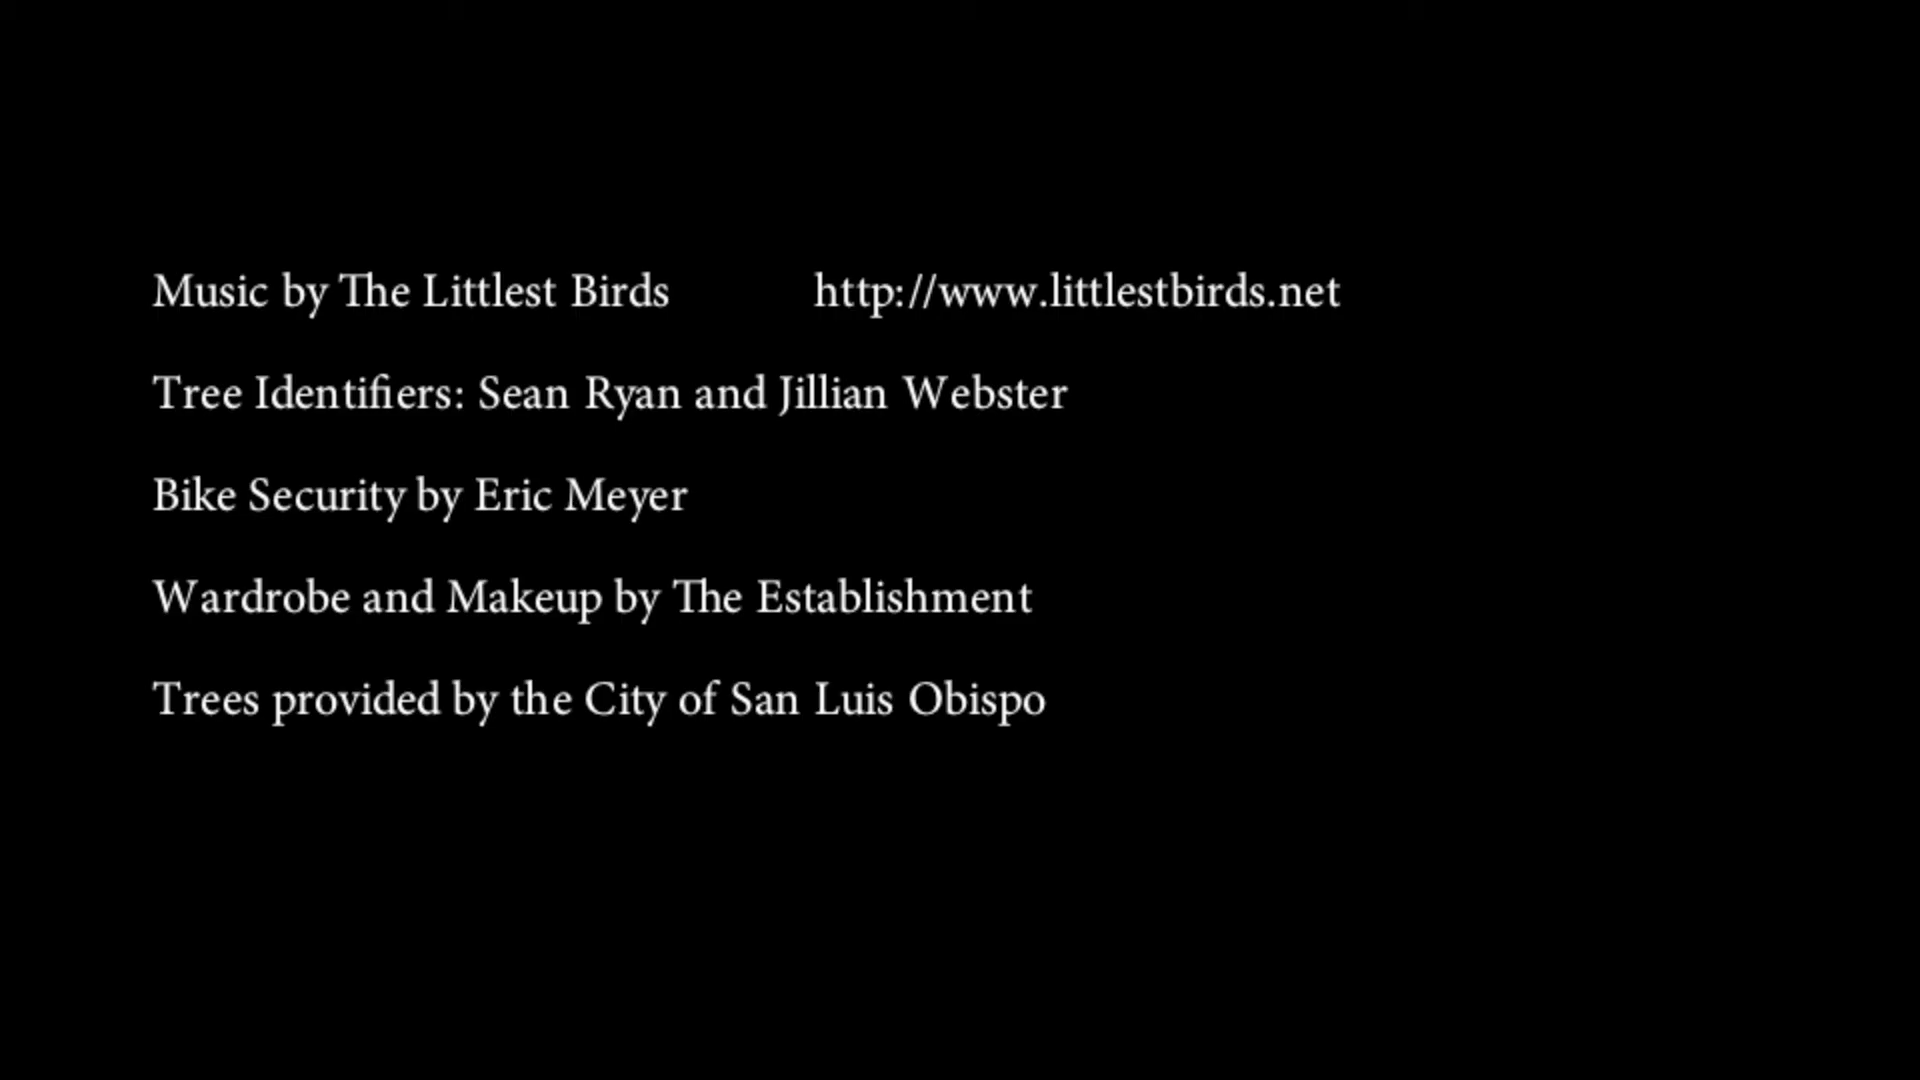 Music by The Littlest Birds http://www.littlestbirds.net
Tree Identifiers: Sean Ryan and Jillian Webster
Bike Security by Eric Meyer
Wardrobe and Makeup by The Establishment
Trees provided by the City of San Luis Obispo